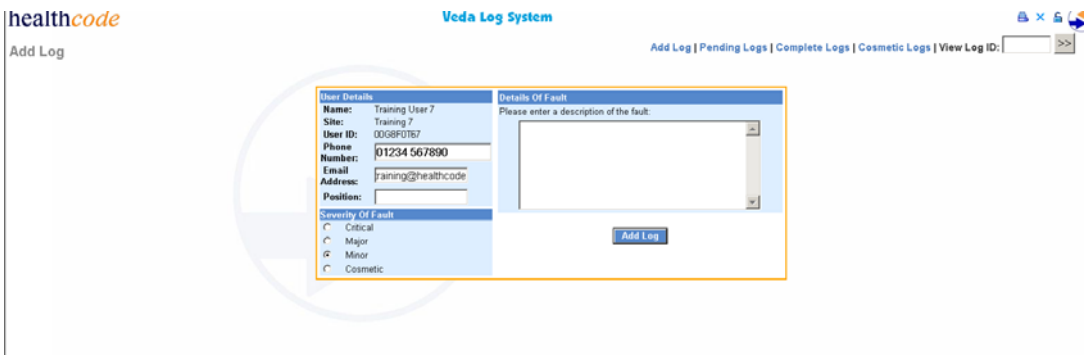 healthcode
Veda Log System
Add Log
Add Log | Pending Logs | Complete Logs | Cosmetic Logs | View Log ID:
>>
User Details
Name: Training User 7
Site: Training 7
User ID: 0DG8F0T67
Phone Number: 01234 567890
Email Address: raining@healthcode
Position:
Severity Of Fault
Critical
Major
Minor
Cosmetic
Details Of Fault
Please enter a description of the fault:
Add Log